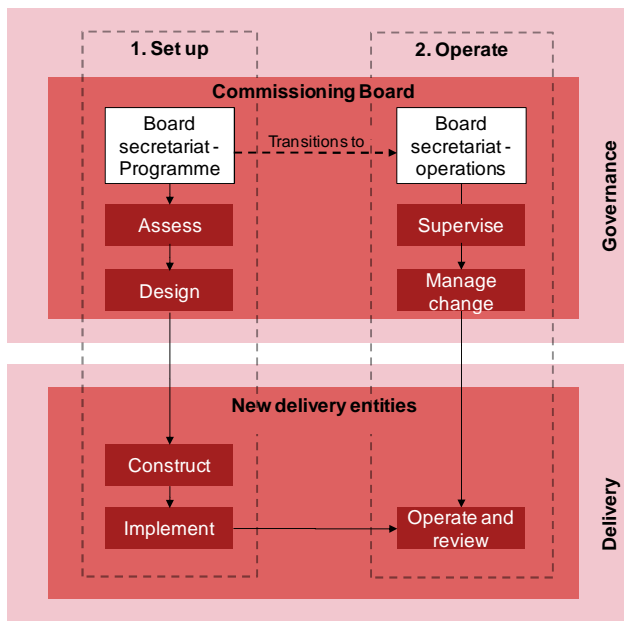 1. Set up
2. Operate
Commissioning Board
Board
secretariat -
Programme
Transitions to
Board
secretariat -
operations
Assess
Supervise
Design
Manage
change
Governance
New delivery entities
Construct
Implement
Operate and
review
Delivery